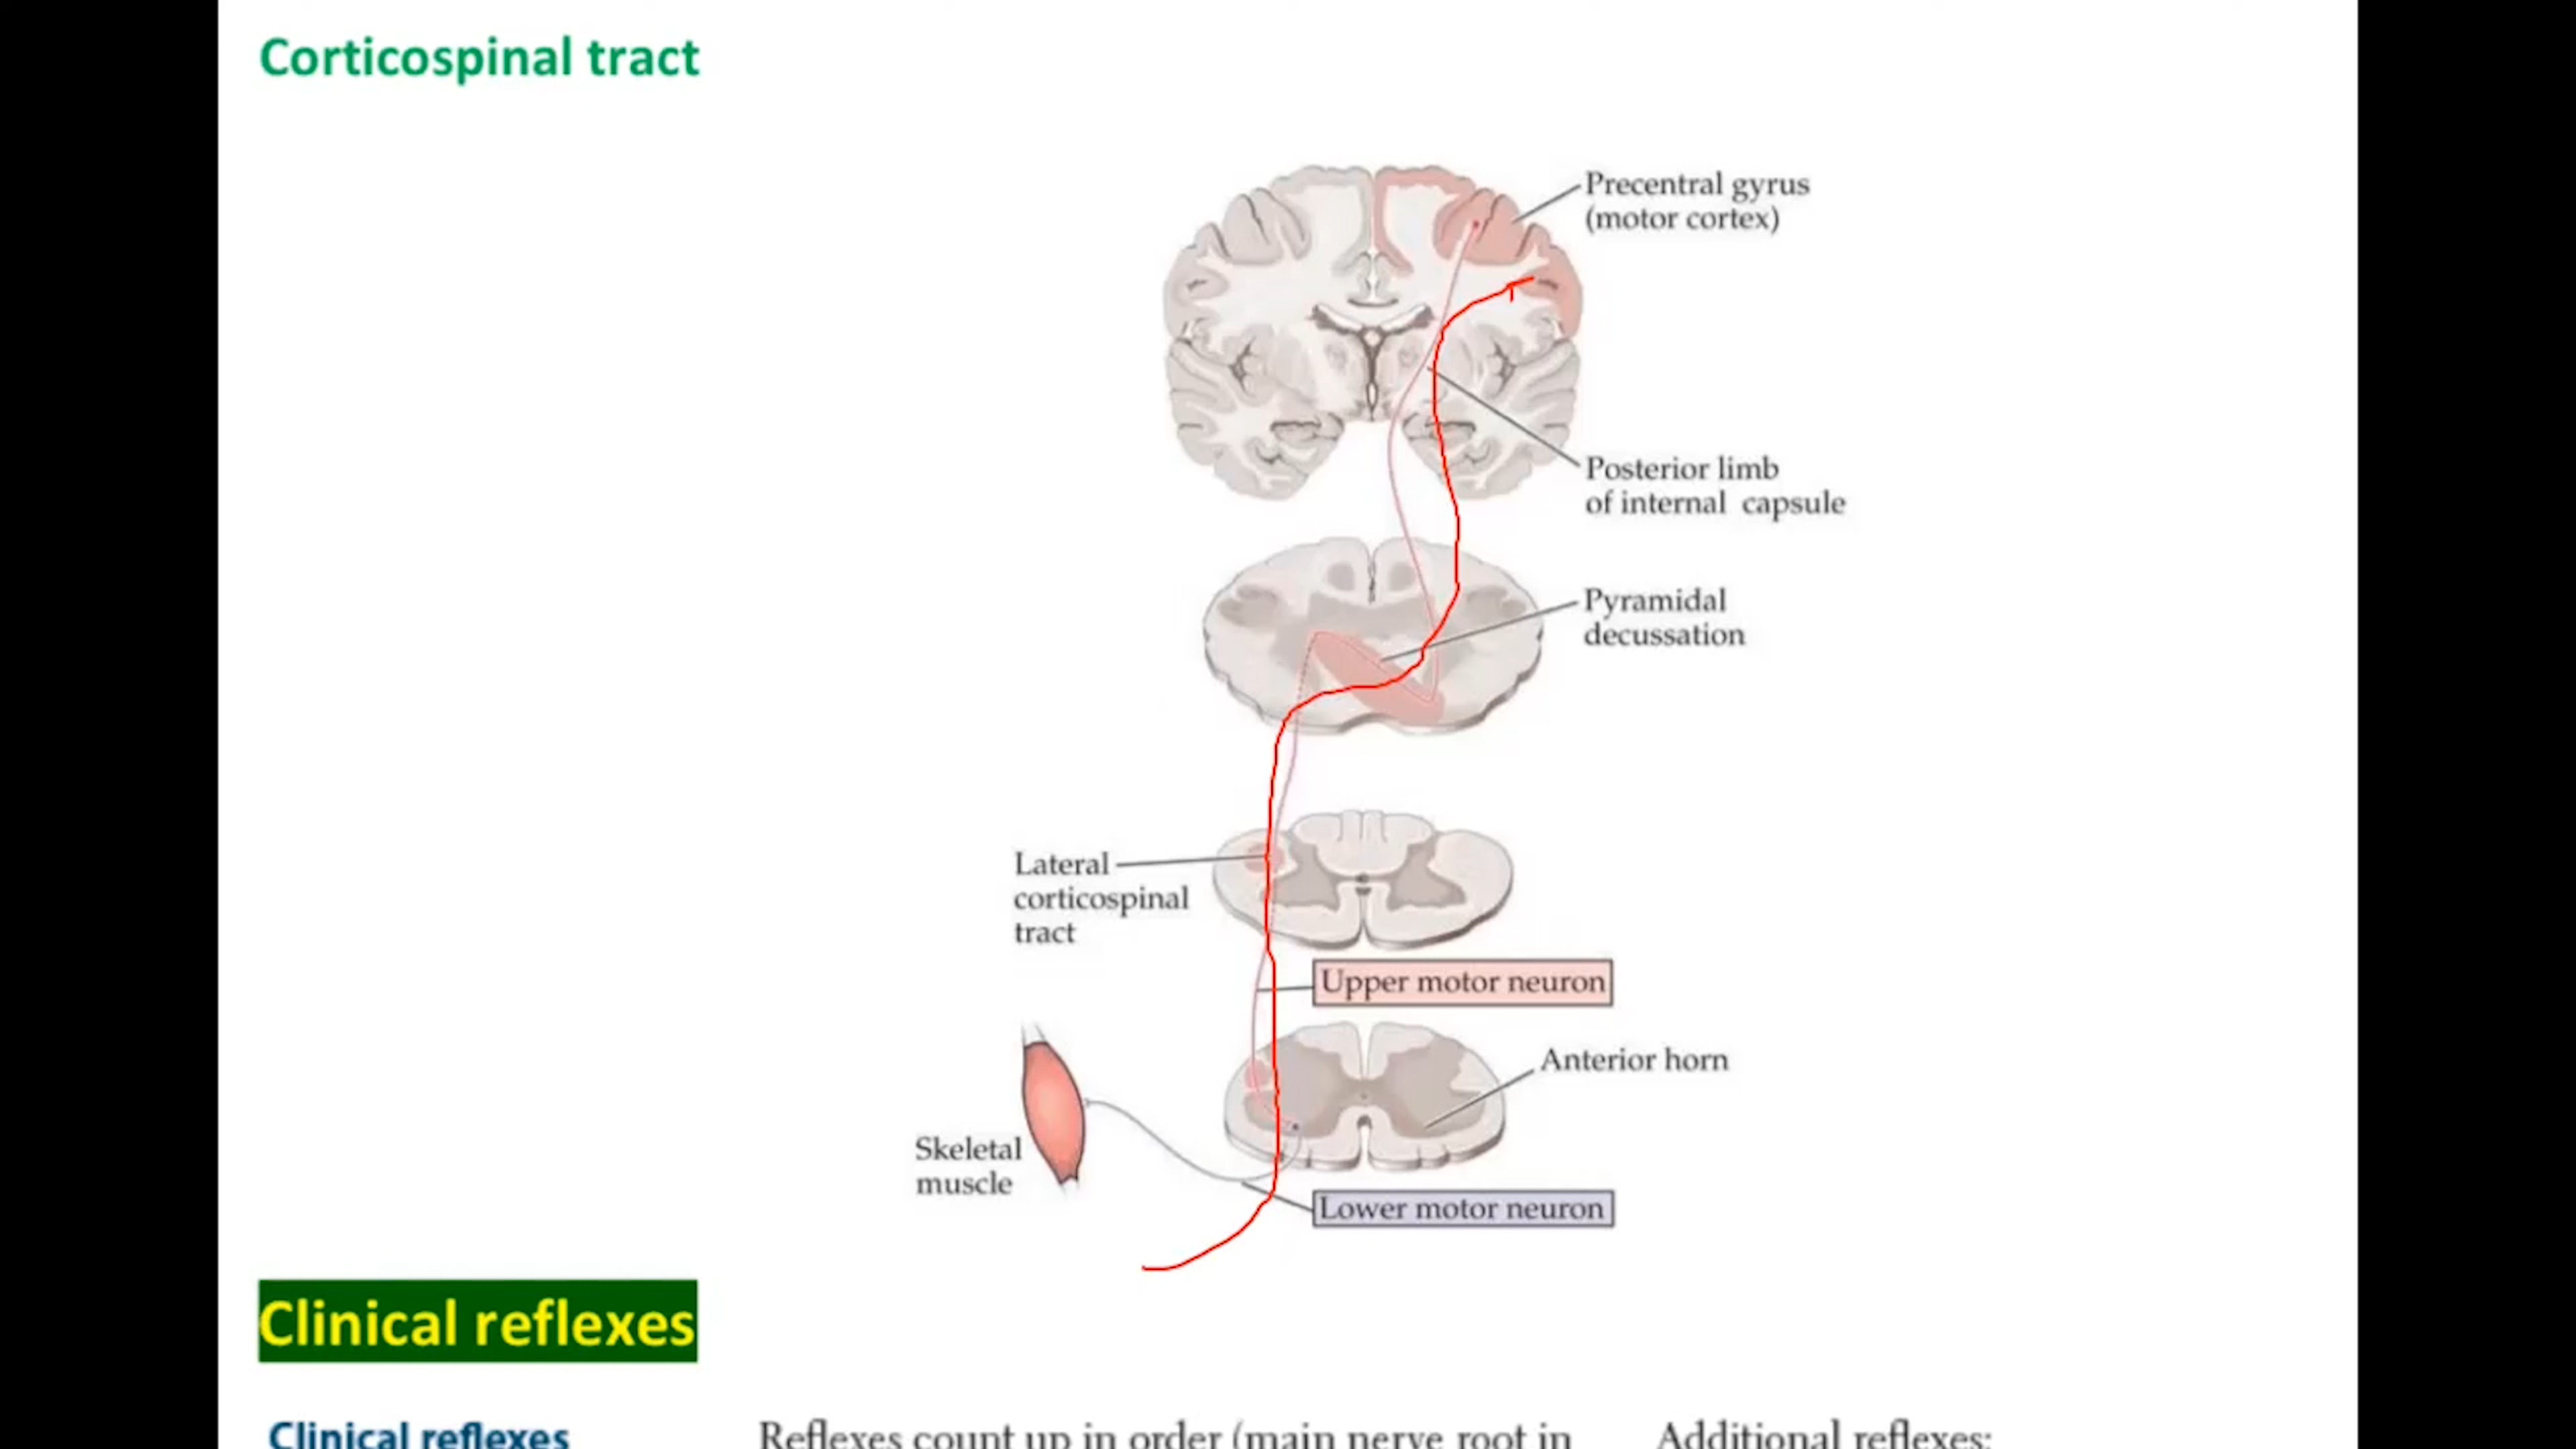 Corticospinal tract
Precentral gyrus
(motor cortex)
Posterior limb
of internal capsule
Pyramidal
decussation
Lateral
corticospinal
tract
Upper motor neuron
Anterior horn
Skeletal
muscle
Lower motor neuron
Clinical reflexes
Clinical reflexes
Reflexes count up in order (main nerve root in
Additional reflexes: